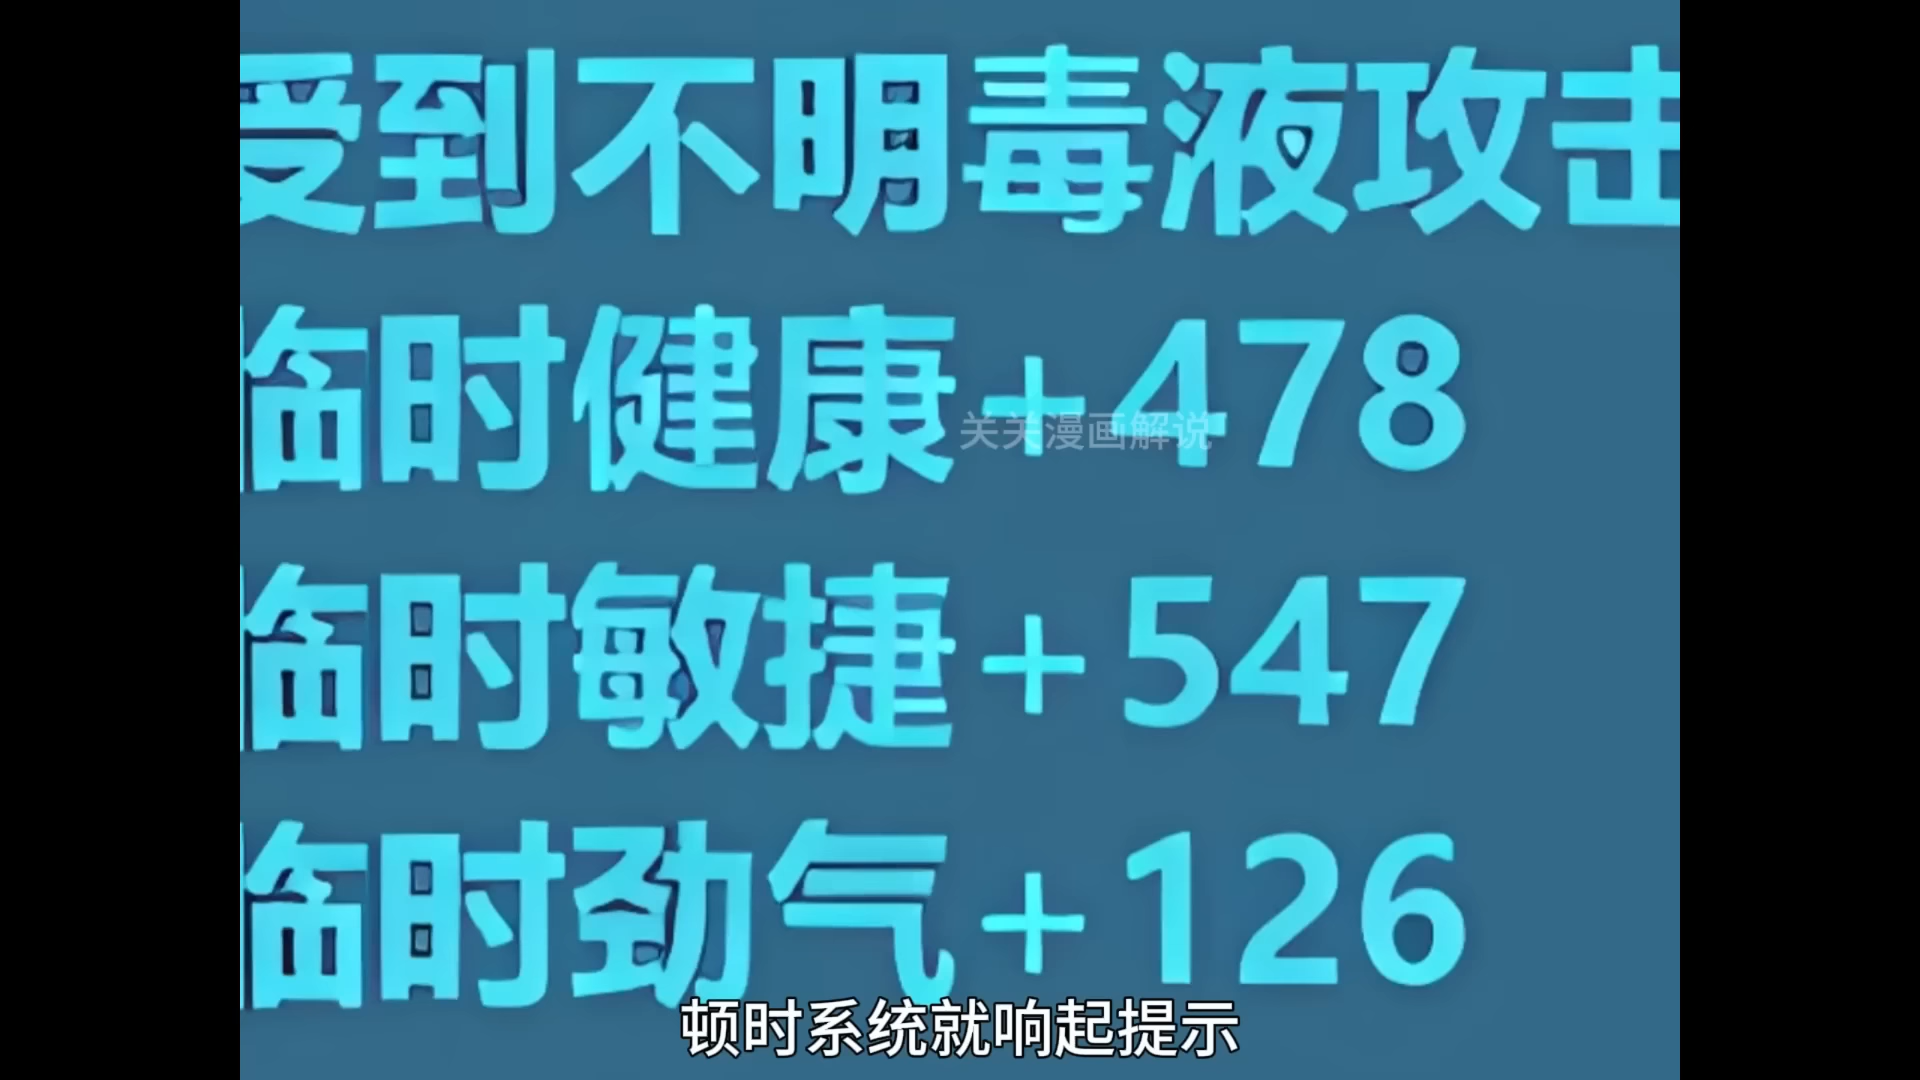 受到不明毒液攻击
临时健康+478
关关漫画解说
临时敏捷+547
临时劲气+126
顿时系统就响起提示